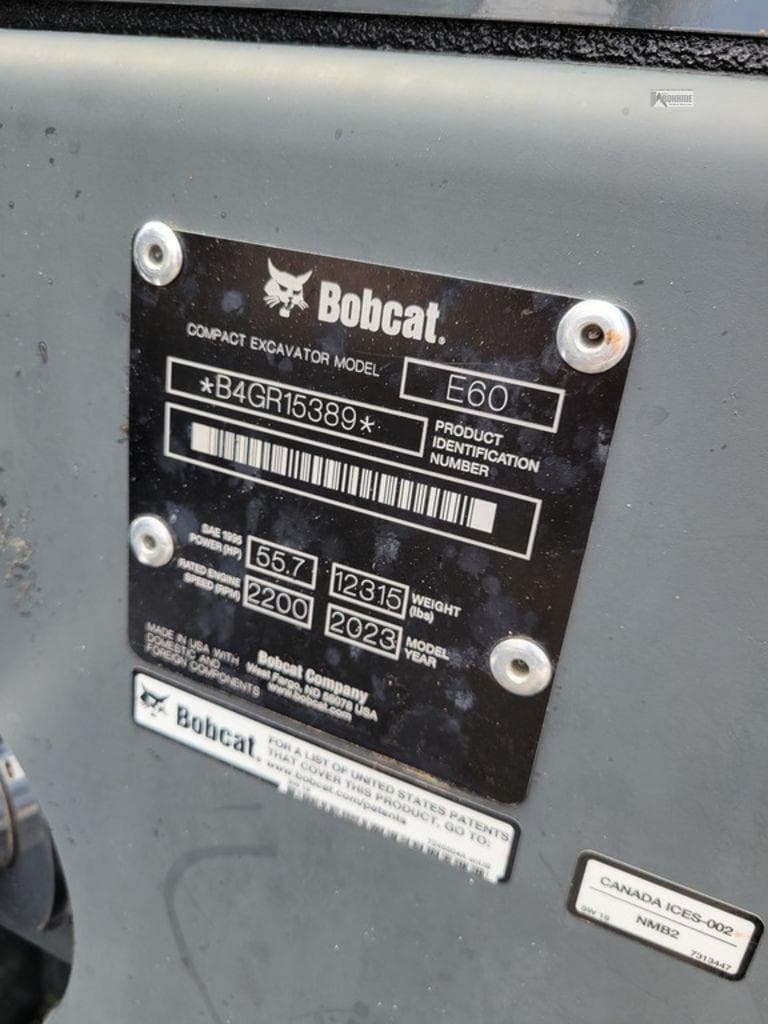 IRONHIDE
Bobcat®
COMPACT EXCAVATOR MODEL
E60
*B4GR15389*
PRODUCT
IDENTIFICATION
NUMBER
SAE 1995
POWER (HP)
55.7
12315
WEIGHT
(lbs)
RATED ENGINE
SPEED (RPM)
2200
2023
MODEL
YEAR
MADE IN USA WITH
DOMESTIC AND
FOREIGN COMPONENTS
Bobcat Company
West Fargo, ND 58078 USA
www.bobcat.com
Bobcat®
FOR A LIST OF UNITED STATES PATENTS
THAT COVER THIS PRODUCT, GO TO:
www.bobcat.com/patents
CANADA ICES-002
NMB2
SW 19
7313447